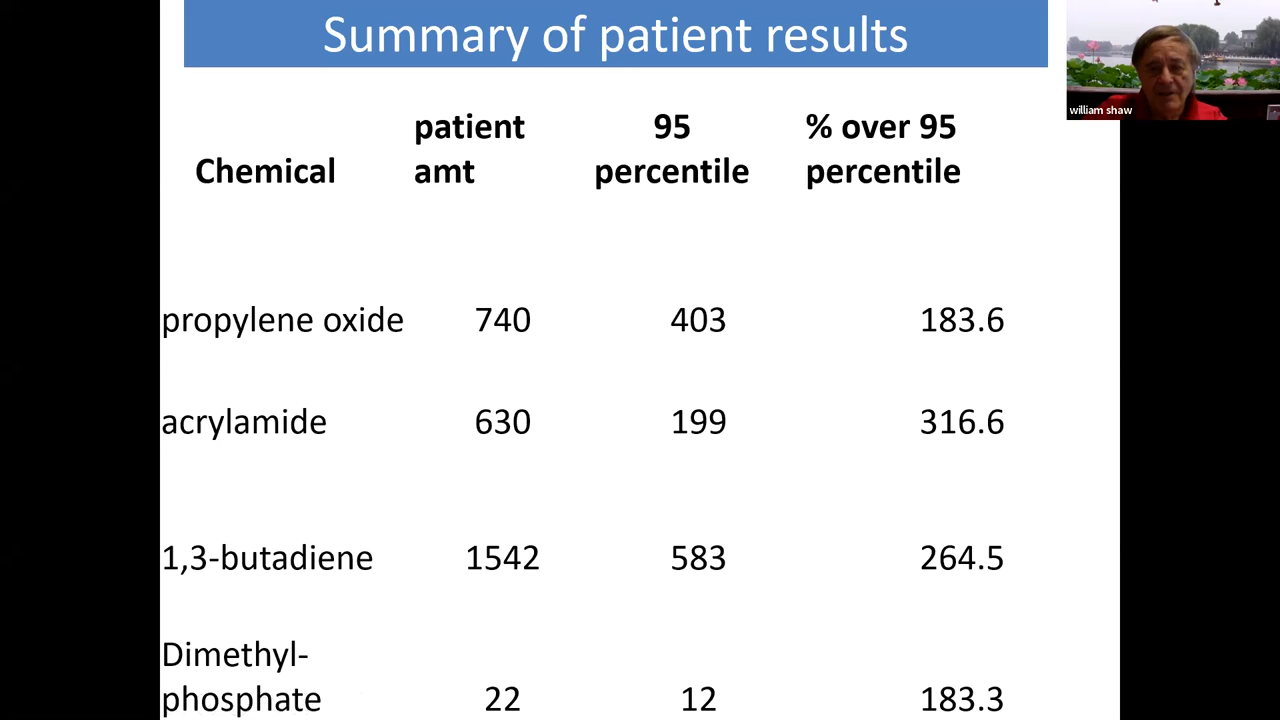 Summary of patient results
william shaw
Chemical patient amt 95 percentile % over 95 percentile
propylene oxide 740 403 183.6
acrylamide 630 199 316.6
1,3-butadiene 1542 583 264.5
Dimethyl-
phosphate 22 12 183.3